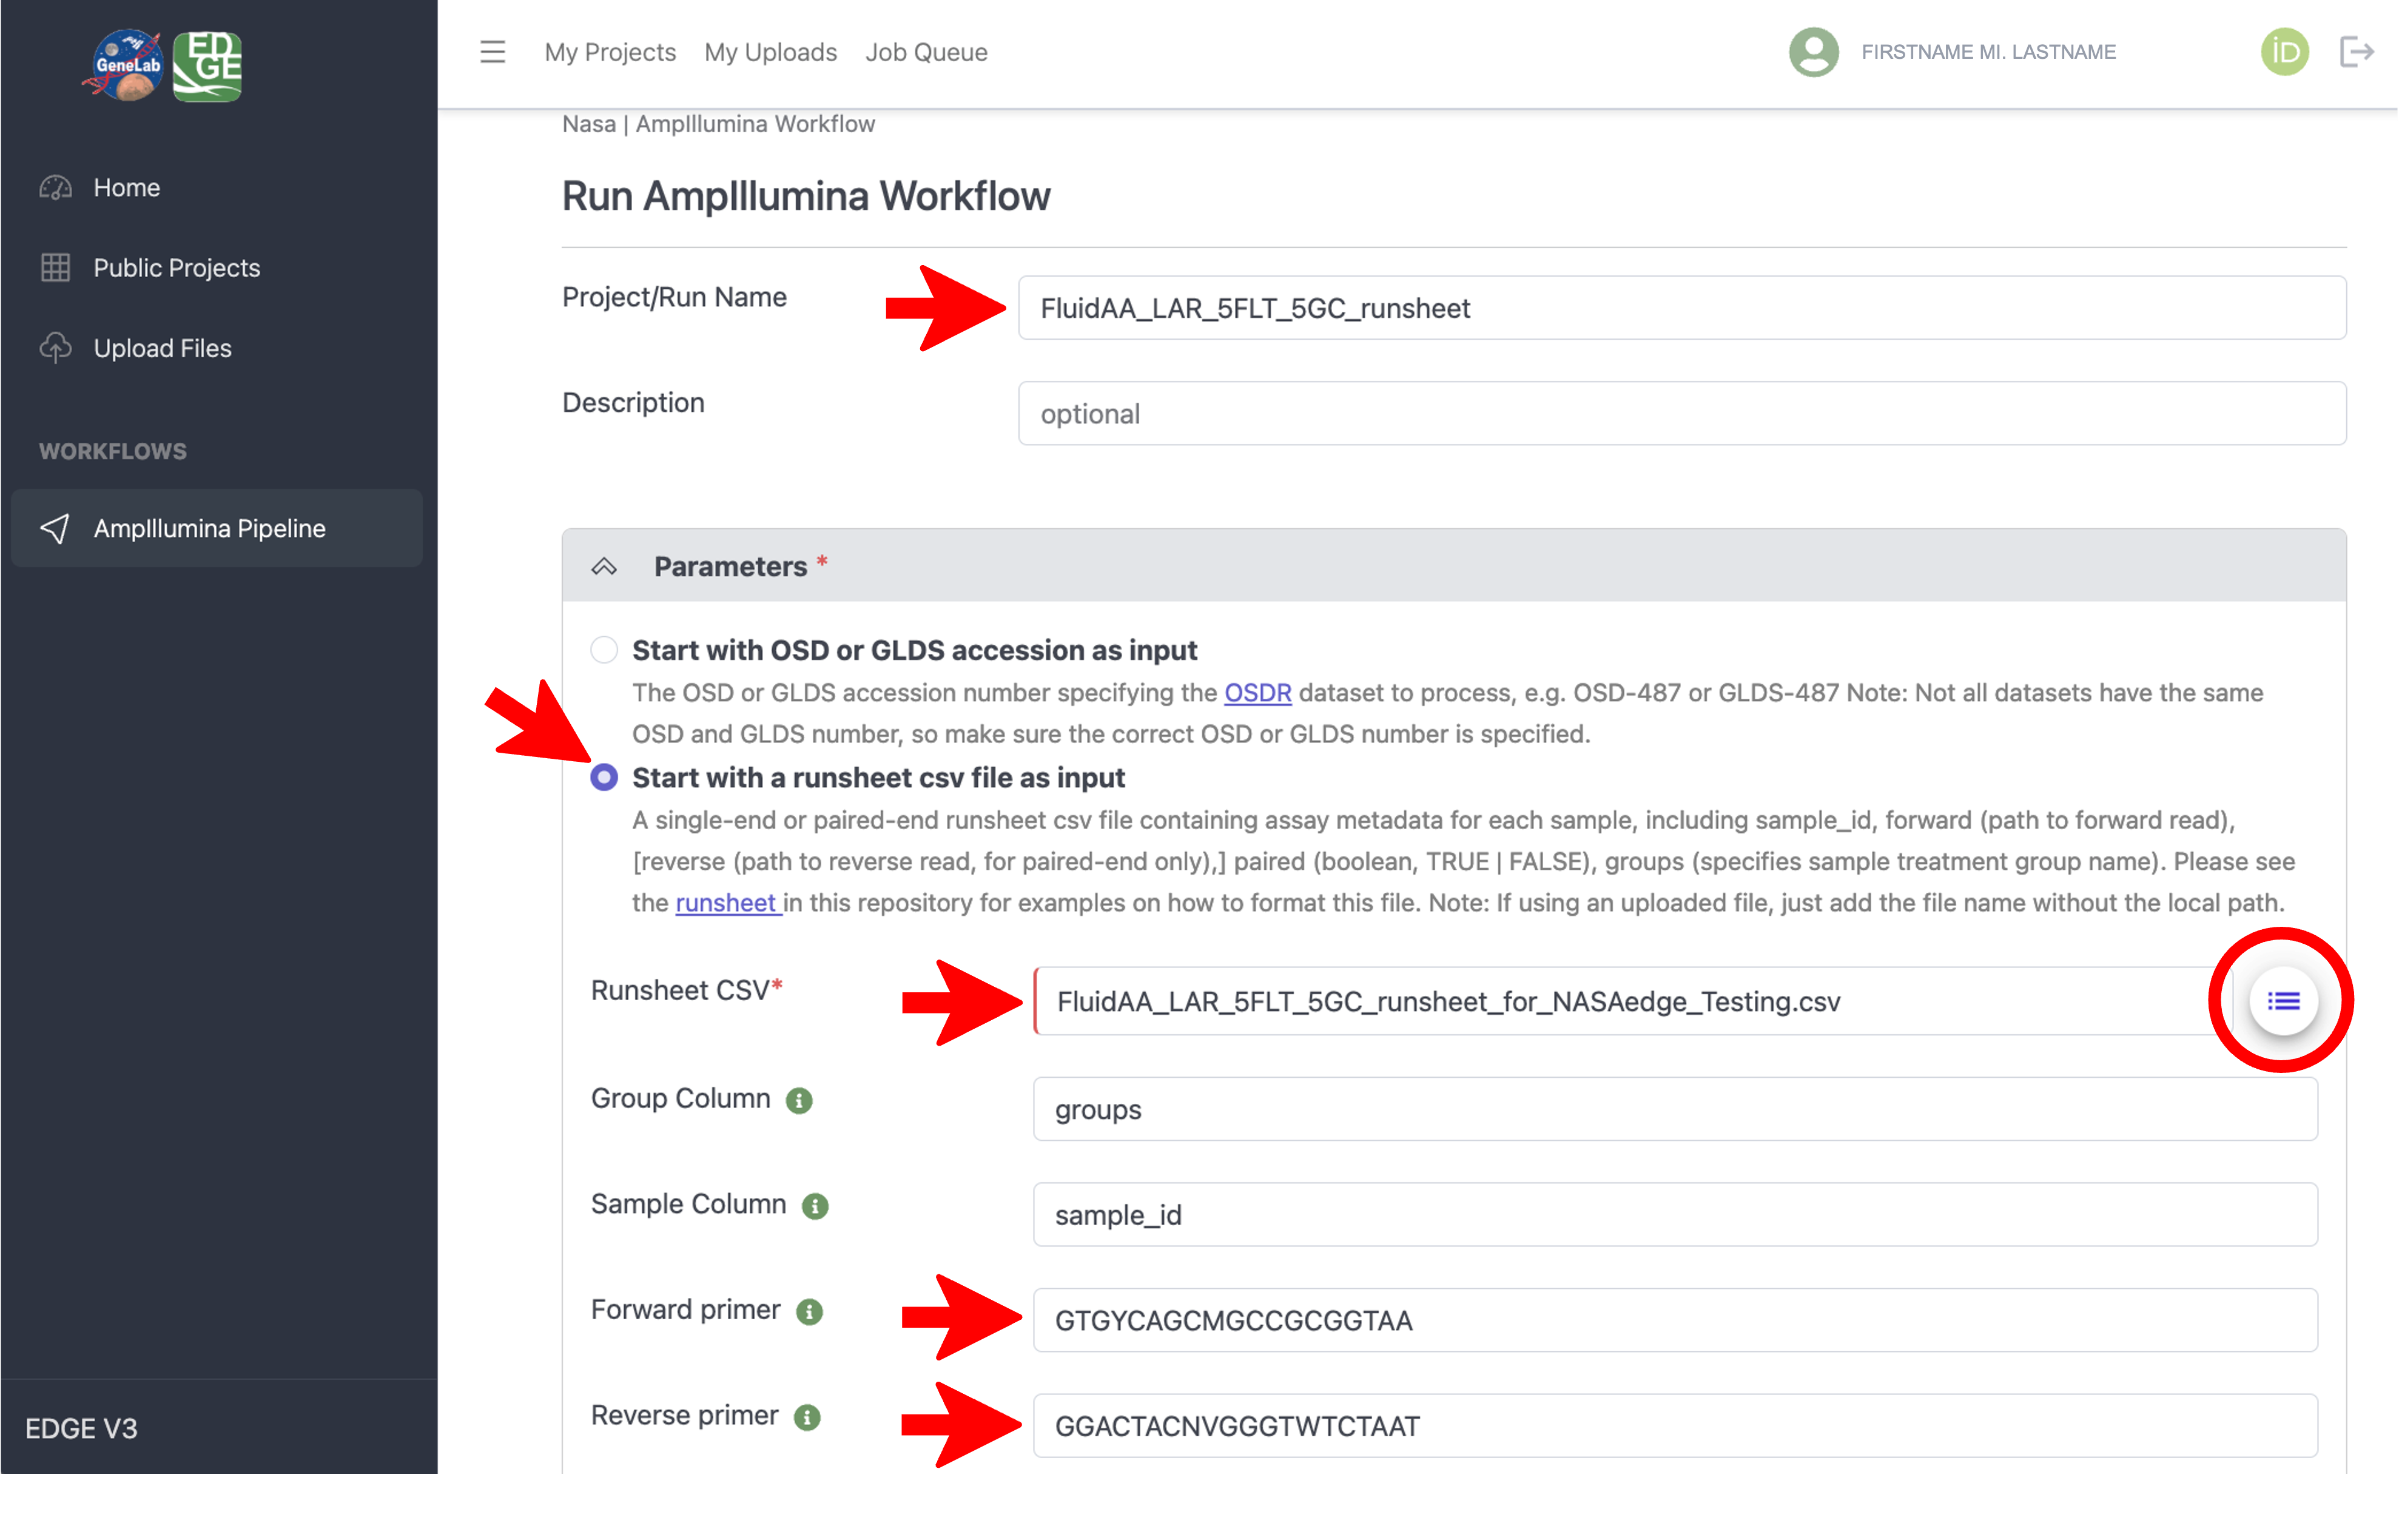 GeneLab
ED
GE
My Projects My Uploads Job Queue
FIRSTNAME MI. LASTNAME
iD
Home
Public Projects
Upload Files
WORKFLOWS
AmpIllumina Pipeline
EDGE V3
Nasa | AmpIllumina Workflow
Run AmpIllumina Workflow
Project/Run Name
FluidAA_LAR_5FLT_5GC_runsheet
Description
optional
Parameters *
Start with OSD or GLDS accession as input
The OSD or GLDS accession number specifying the OSDR dataset to process, e.g. OSD-487 or GLDS-487 Note: Not all datasets have the same
OSD and GLDS number, so make sure the correct OSD or GLDS number is specified.
Start with a runsheet csv file as input
A single-end or paired-end runsheet csv file containing assay metadata for each sample, including sample_id, forward (path to forward read),
[reverse (path to reverse read, for paired-end only),] paired (boolean, TRUE | FALSE), groups (specifies sample treatment group name). Please see
the runsheet in this repository for examples on how to format this file. Note: If using an uploaded file, just add the file name without the local path.
Runsheet CSV*
FluidAA_LAR_5FLT_5GC_runsheet_for_NASAedge_Testing.csv
Group Column
groups
Sample Column
sample_id
Forward primer
GTGYCAGCMGCCGCGGTAA
Reverse primer
GGACTACNVGGGTWTCTAAT